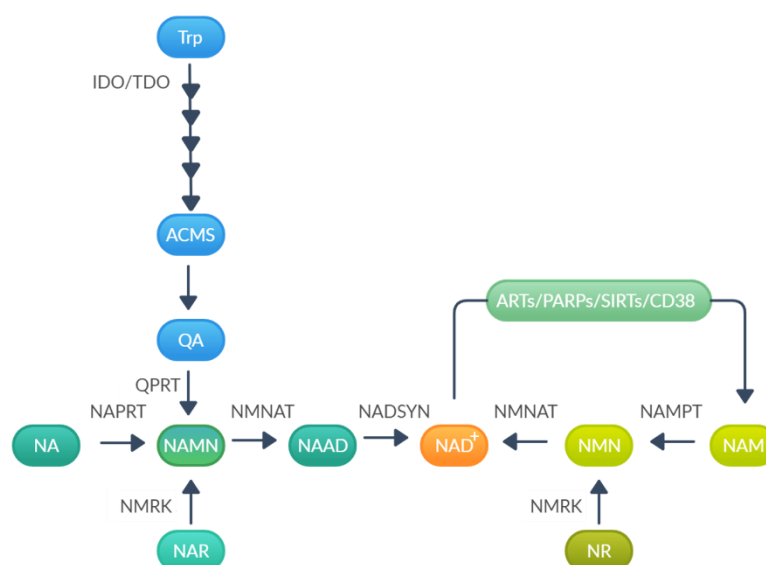 Trp
IDO/TDO
ACMS
ARTs/PARPs/SIRTs/CD38
QA
QPRT
NAPRT
NMNAT
NADSYN
NMNAT
NAMPT
NA
NAMN
NAAD
NAD+
NMN
NAM
NMRK
NMRK
NAR
NR